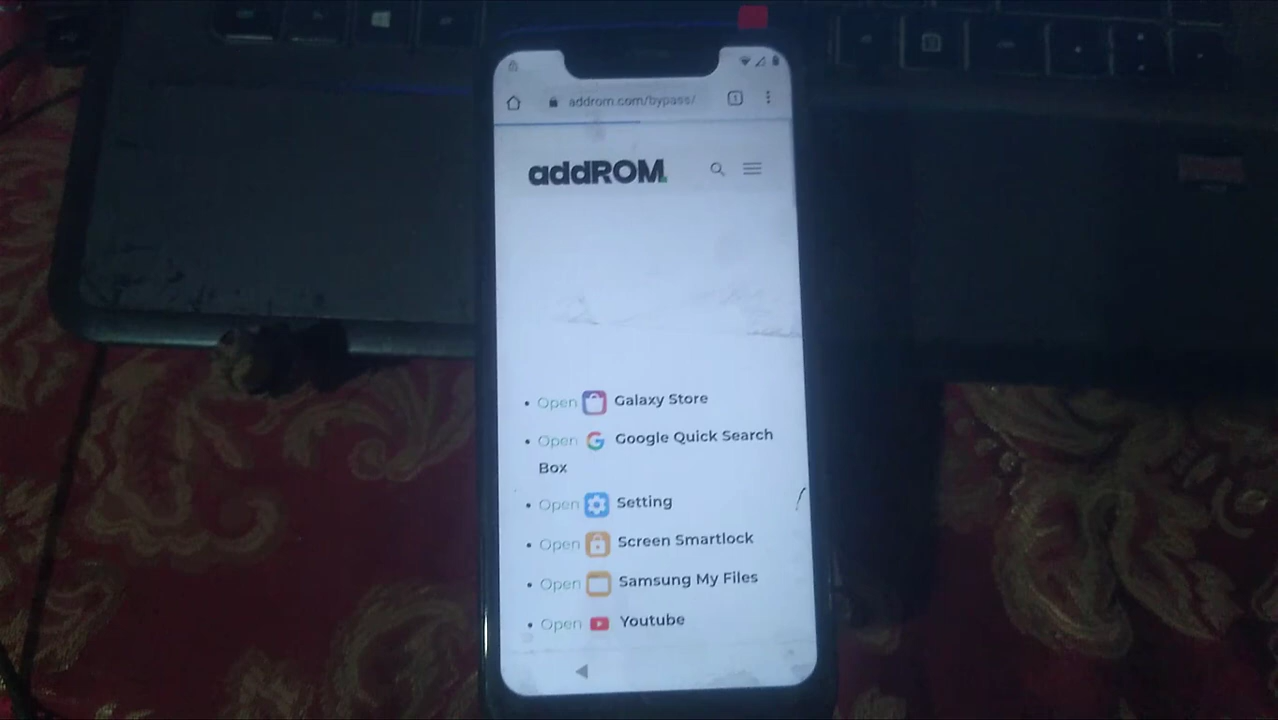 addrom.com/bypass/
1
addROM.
Open Galaxy Store
Open Google Quick Search
Box
Open Setting
Open Screen Smartlock
Open Samsung My Files
Open Youtube